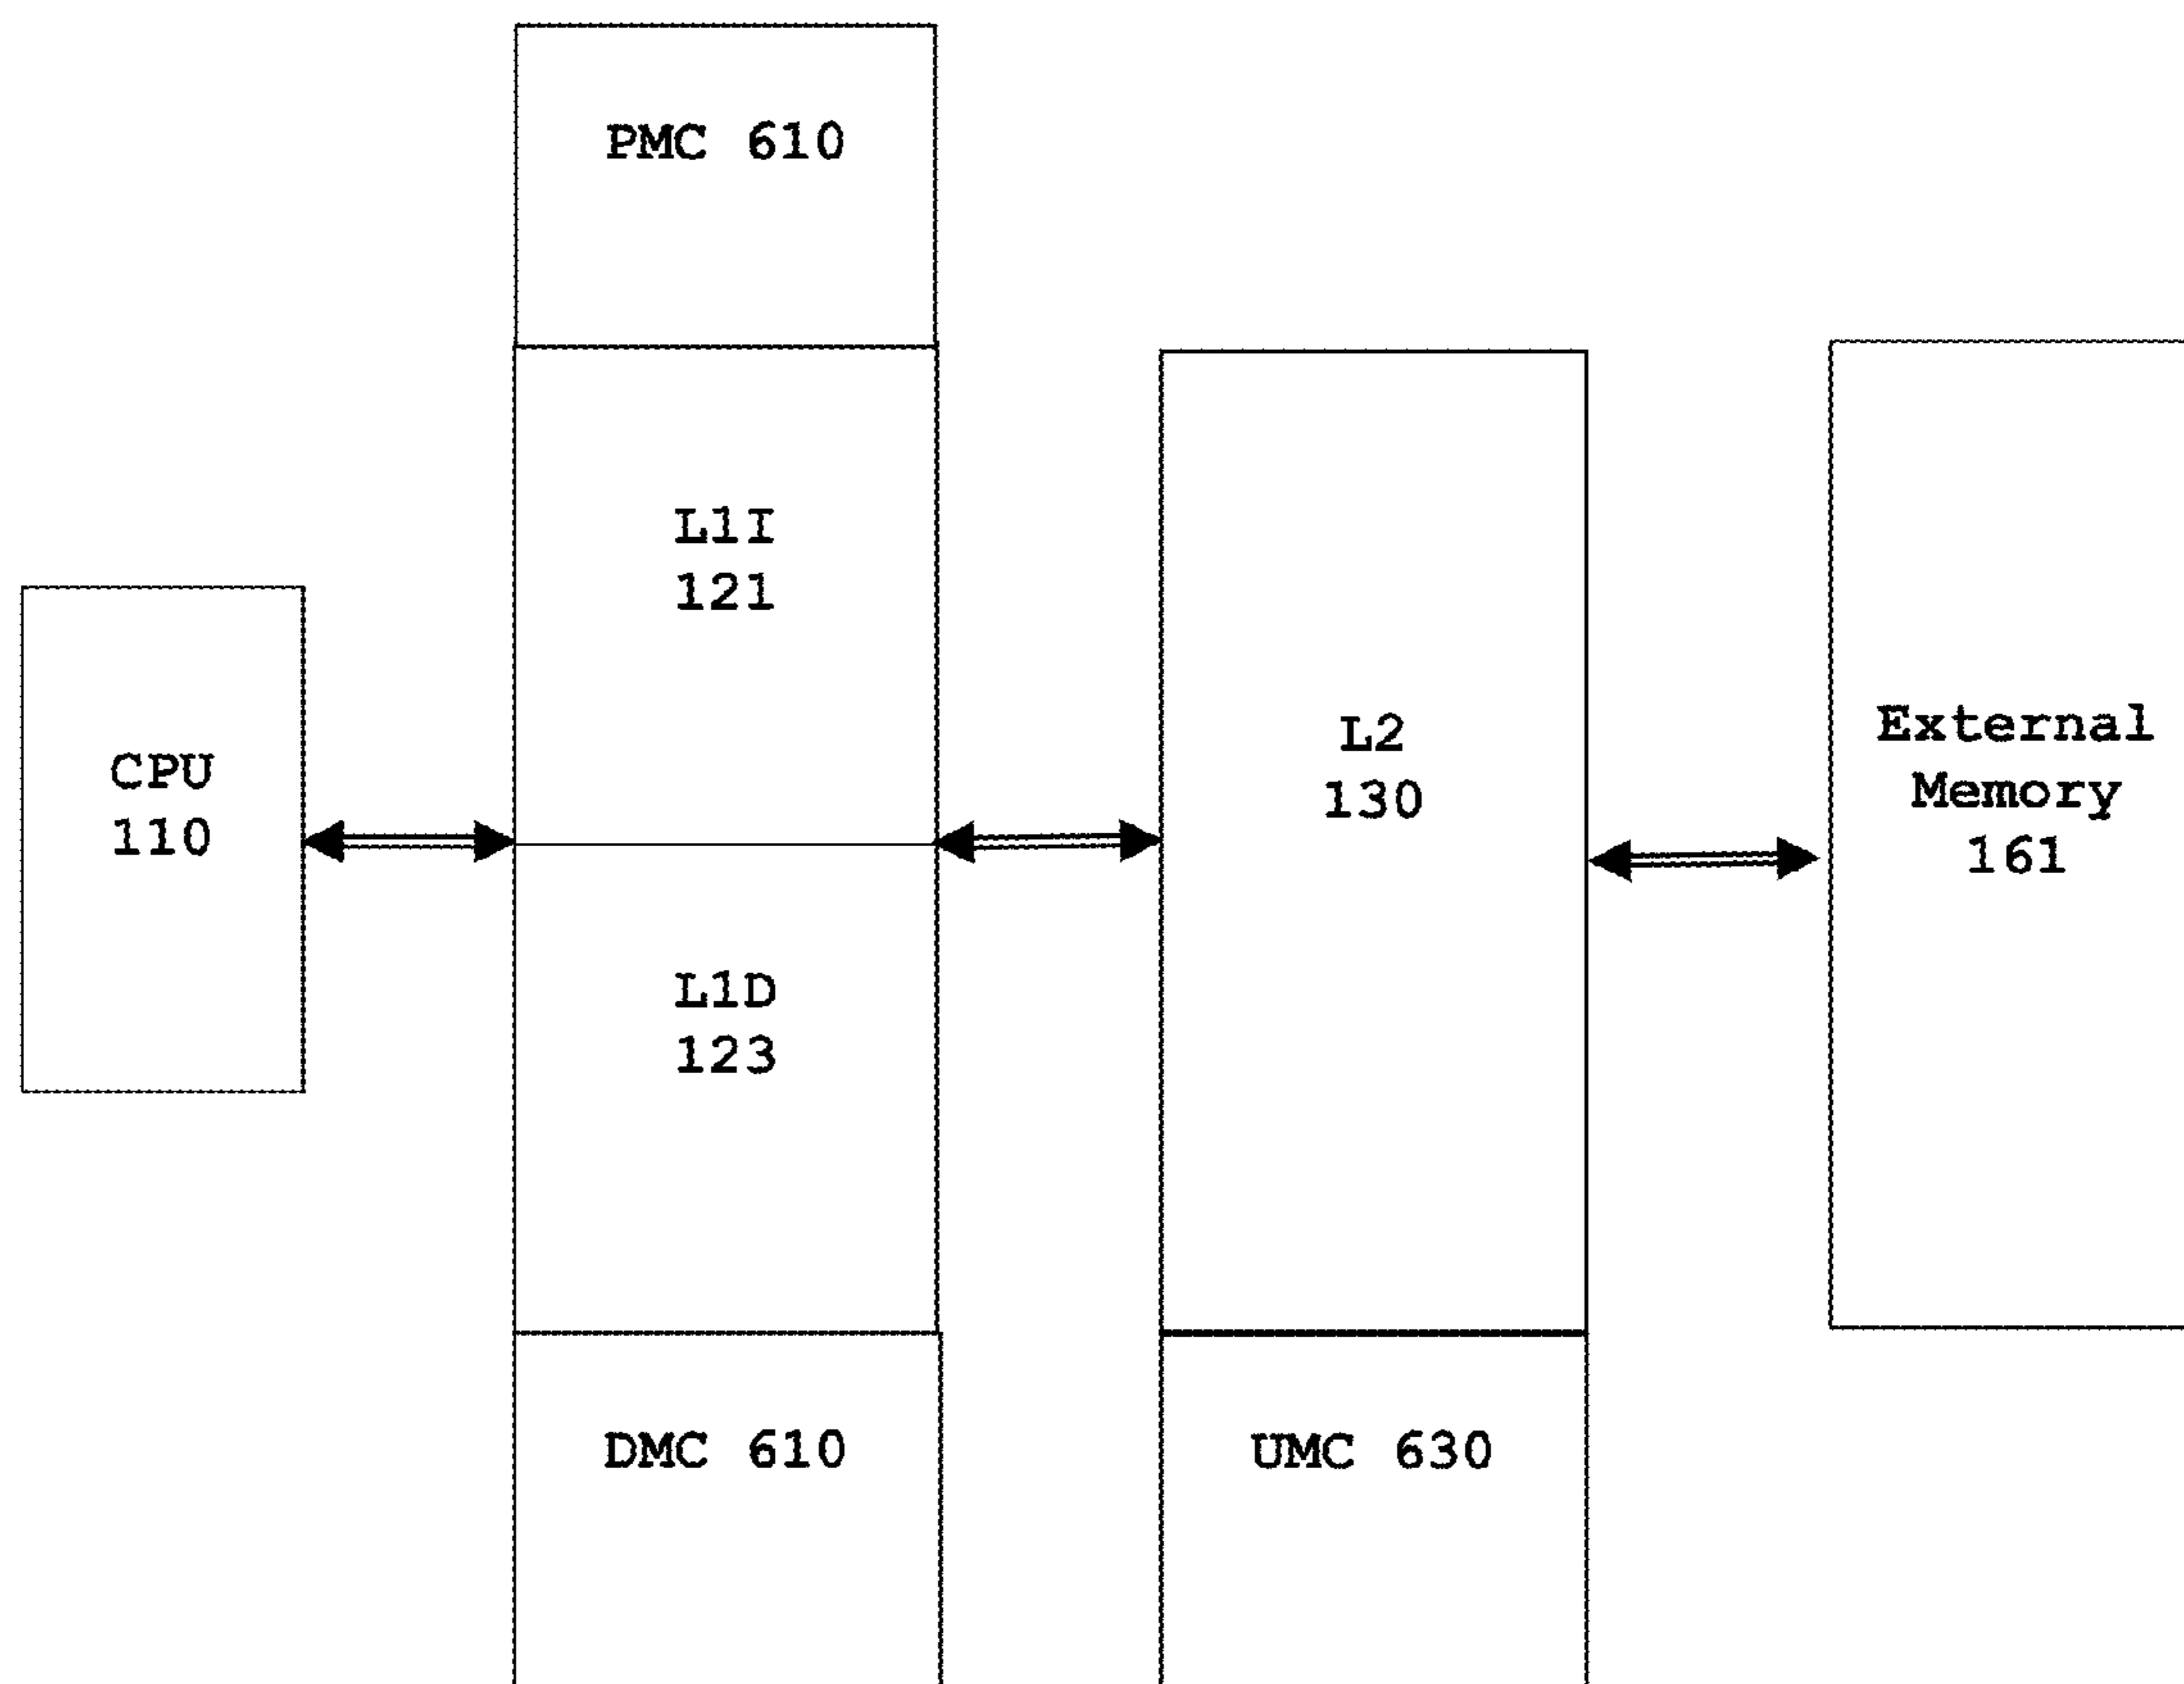 PMC 610
L1I
121
CPU
110
L1D
123
DMC 610
L2
130
UMC 630
External
Memory
161